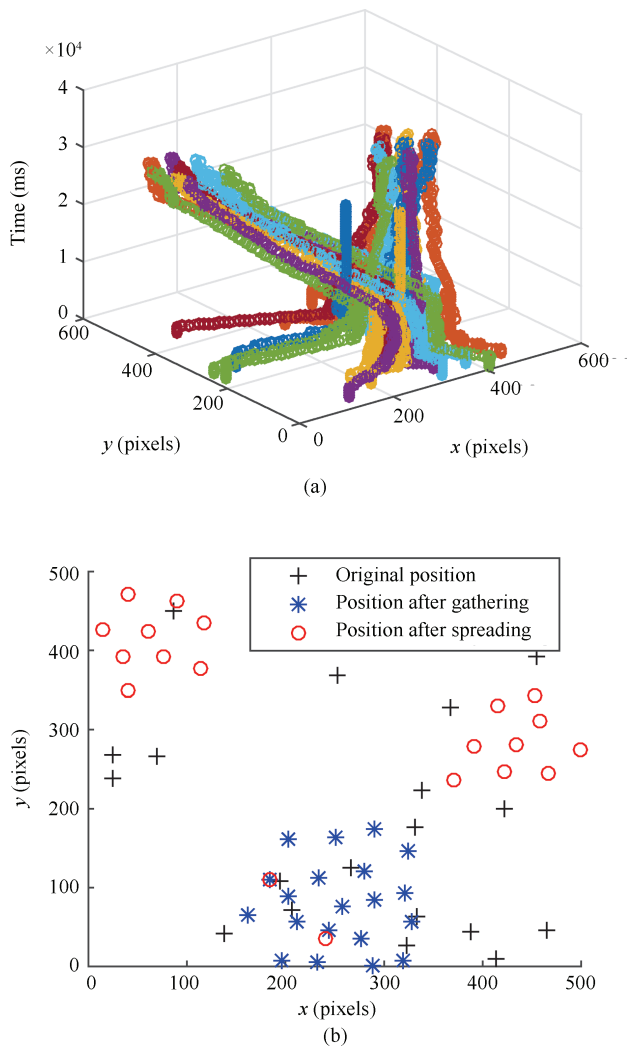 ×10⁴
4
3
2
1
0
Time (ms)
600
400
200
0
y (pixels)
0
200
400
600
x (pixels)
(a)
500
400
300
200
100
0
y (pixels)
Original position
Position after gathering
Position after spreading
0
100
200
300
400
500
x (pixels)
(b)